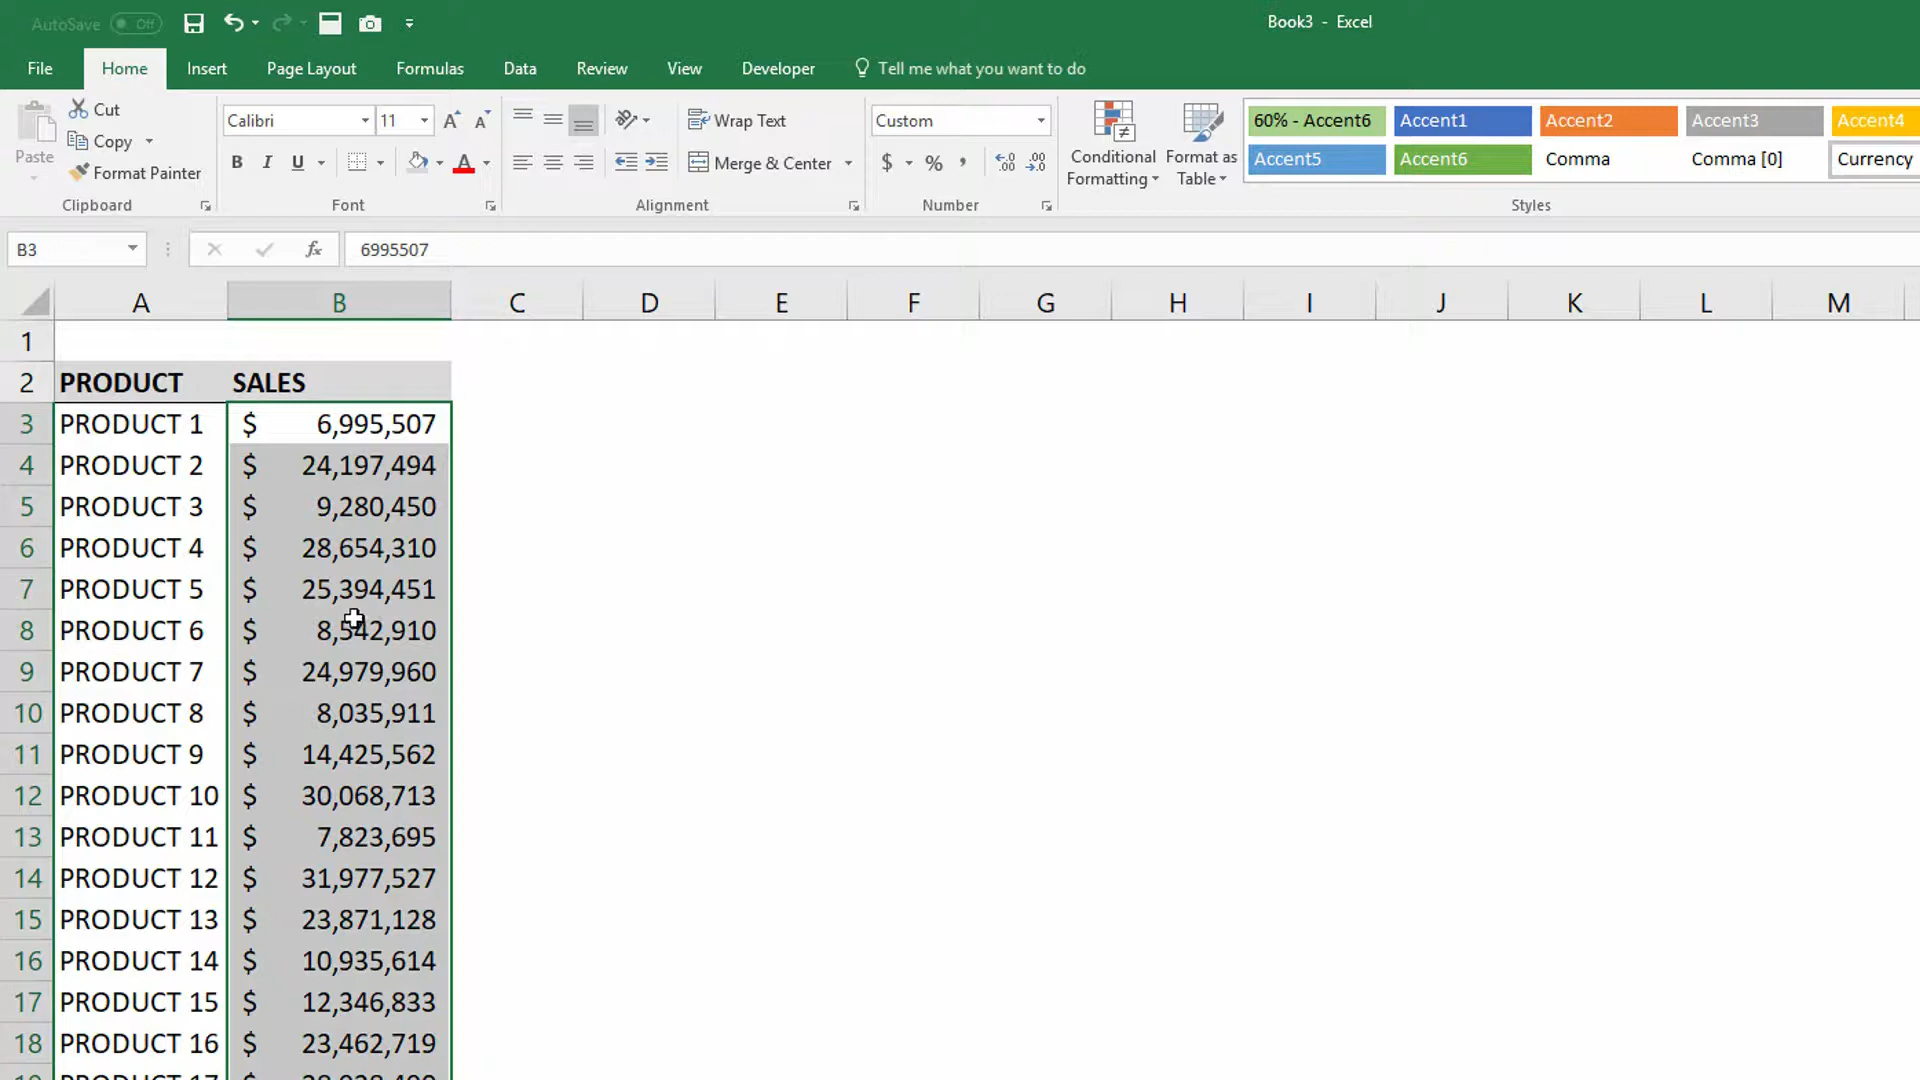 AutoSave Off
Book3 - Excel
File Home Insert Page Layout Formulas Data Review View Developer Tell me what you want to do
Paste
Cut
Copy
Format Painter
Clipboard
Calibri 11
A A
B I U A
Font
Wrap Text
Merge & Center
Alignment
Custom
$ % ,
Number
Conditional
Formatting
Format as
Table
60% - Accent6 Accent1 Accent2 Accent3 Accent4
Accent5 Accent6 Comma Comma [0] Currency
Styles
B3 fx 6995507
A B C D E F G H I J K L M
1
2 PRODUCT SALES
3 PRODUCT 1 $ 6,995,507
4 PRODUCT 2 $ 24,197,494
5 PRODUCT 3 $ 9,280,450
6 PRODUCT 4 $ 28,654,310
7 PRODUCT 5 $ 25,394,451
8 PRODUCT 6 $ 8,542,910
9 PRODUCT 7 $ 24,979,960
10 PRODUCT 8 $ 8,035,911
11 PRODUCT 9 $ 14,425,562
12 PRODUCT 10 $ 30,068,713
13 PRODUCT 11 $ 7,823,695
14 PRODUCT 12 $ 31,977,527
15 PRODUCT 13 $ 23,871,128
16 PRODUCT 14 $ 10,935,614
17 PRODUCT 15 $ 12,346,833
18 PRODUCT 16 $ 23,462,719
PRODUCT 17 $